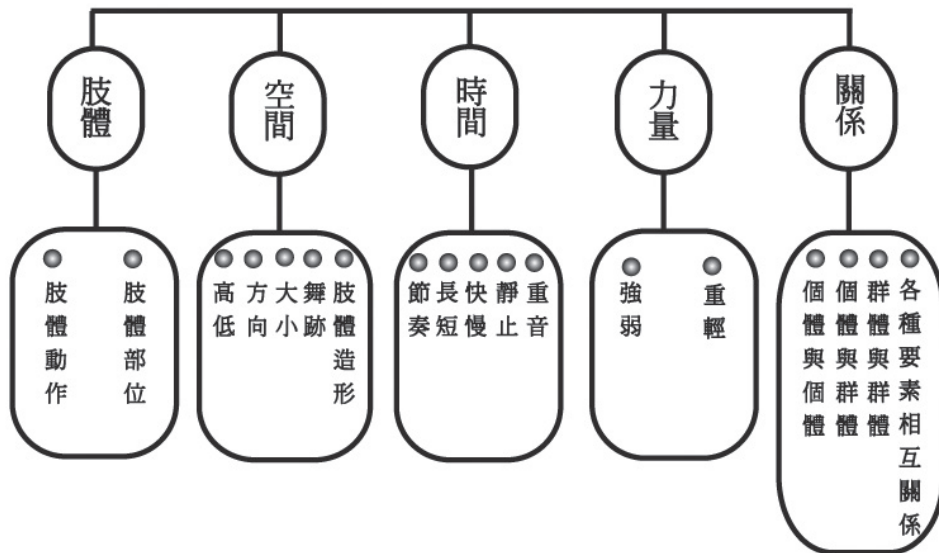 肢體
空間
時間
力量
關係
肢體動作
肢體部位
高低
方向
大小
舞跡
肢體造形
節奏
長短
快慢
靜止
重音
強弱
重輕
個體與個體
個體與群體
群體與群體
各種要素相互關係